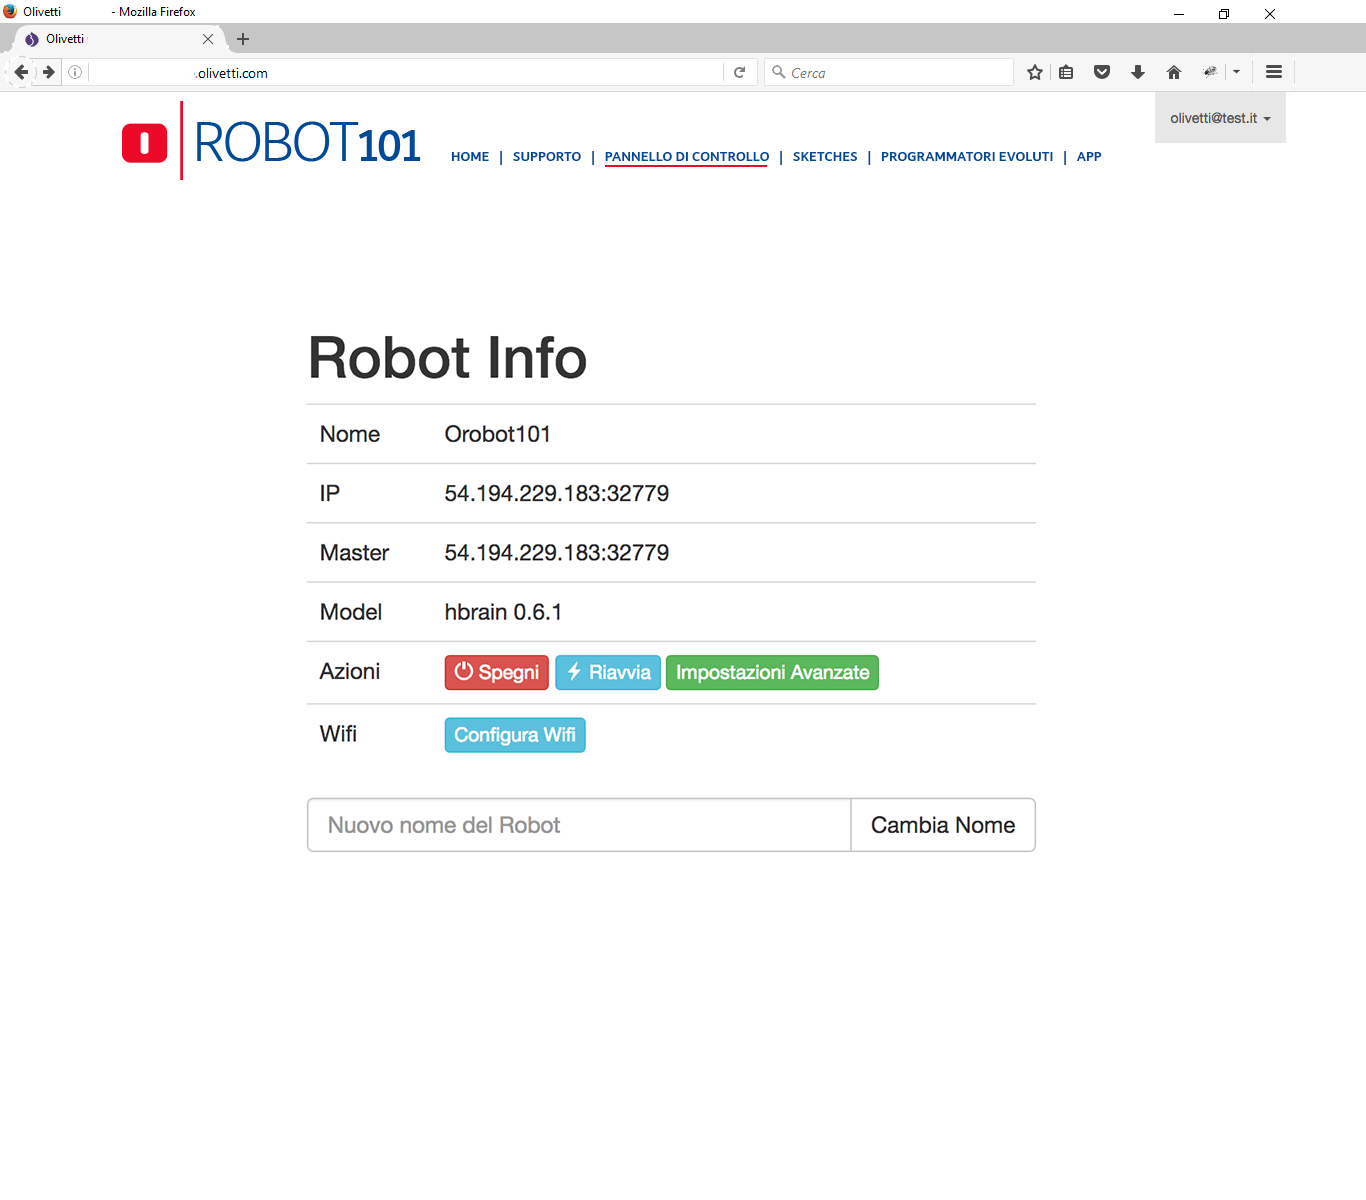 Olivetti - Mozilla Firefox
Olivetti
.olivetti.com
Cerca
olivetti@test.it
ROBOT101
HOME | SUPPORTO | PANNELLO DI CONTROLLO | SKETCHES | PROGRAMMATORI EVOLUTI | APP
Robot Info
Nome Orobot101
IP 54.194.229.183:32779
Master 54.194.229.183:32779
Model hbrain 0.6.1
Azioni Spegni Riavvia Impostazioni Avanzate
Wifi Configura Wifi
Nuovo nome del Robot Cambia Nome